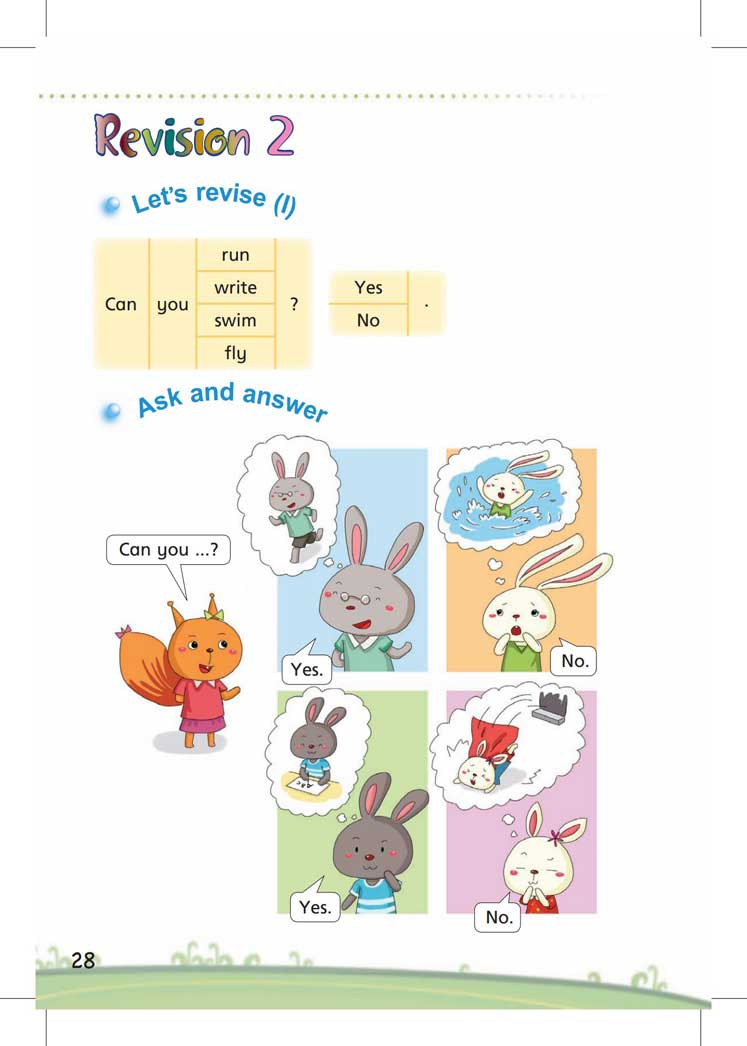 Revision 2
Let's revise (I)
Can you run ? Yes .
write No
swim
fly
Ask and answer
Can you ...?
Yes.
No.
Abc
Yes.
No.
28